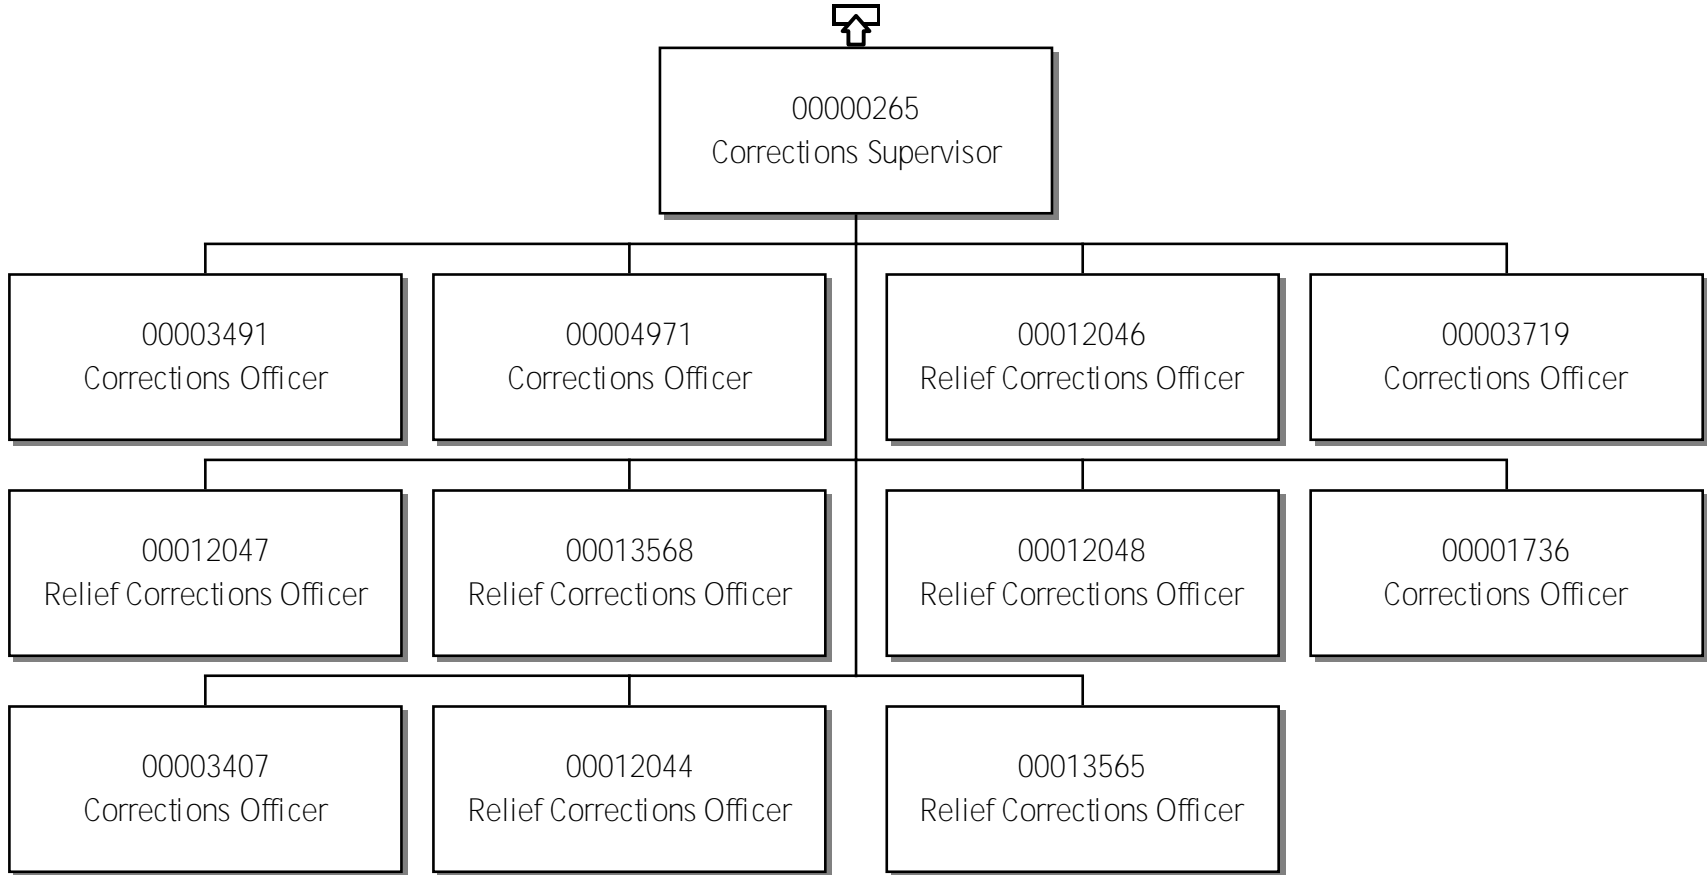 00000265
Corrections Supervisor
00003491
Corrections Officer
00004971
Corrections Officer
00012046
Relief Corrections Officer
00003719
Corrections Officer
00012047
Relief Corrections Officer
00013568
Relief Corrections Officer
00012048
Relief Corrections Officer
00001736
Corrections Officer
00003407
Corrections Officer
00012044
Relief Corrections Officer
00013565
Relief Corrections Officer